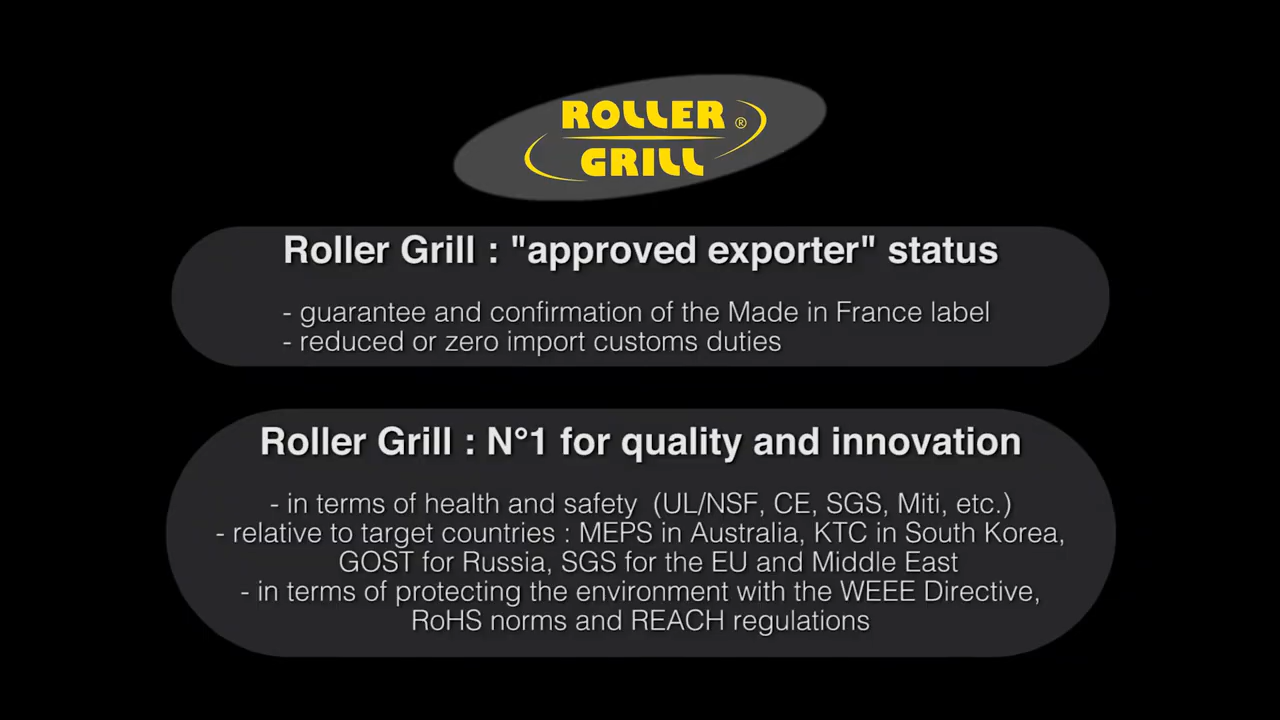 ROLLER ®
GRILL
Roller Grill : "approved exporter" status
- guarantee and confirmation of the Made in France label
- reduced or zero import customs duties
Roller Grill : N°1 for quality and innovation
- in terms of health and safety  (UL/NSF, CE, SGS, Miti, etc.)
- relative to target countries : MEPS in Australia, KTC in South Korea,
GOST for Russia, SGS for the EU and Middle East
- in terms of protecting the environment with the WEEE Directive,
RoHS norms and REACH regulations